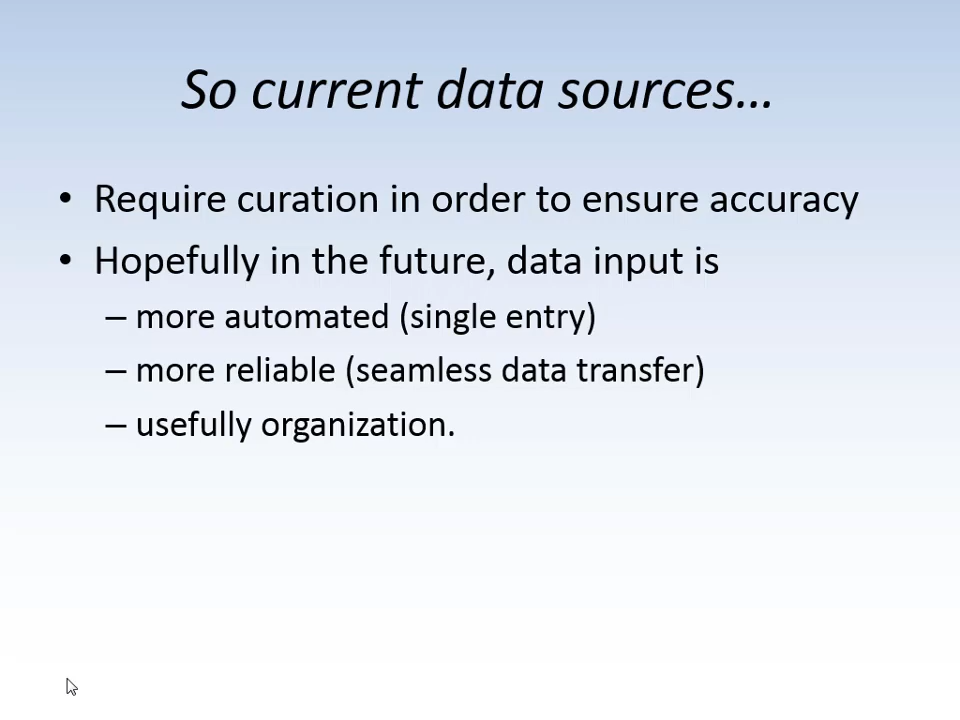 So current data sources…
• Require curation in order to ensure accuracy
• Hopefully in the future, data input is
– more automated (single entry)
– more reliable (seamless data transfer)
– usefully organization.